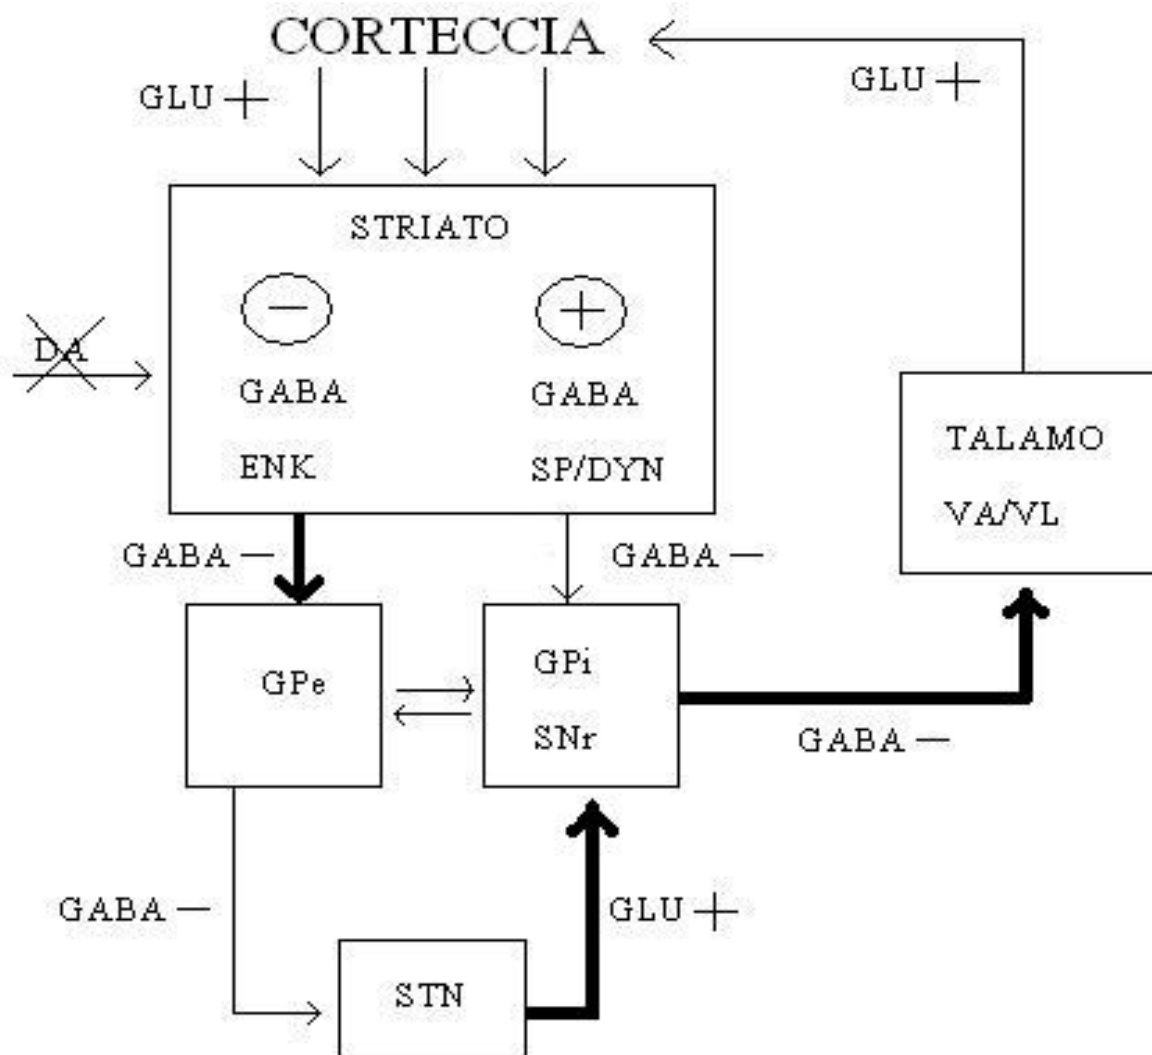 CORTECCIA
GLU +
GLU +
STRIATO
−
+
DA
GABA
GABA
ENK
SP/DYN
TALAMO
VA/VL
GABA −
GABA −
GPe
GPi
SNr
GABA −
GABA −
GLU +
STN